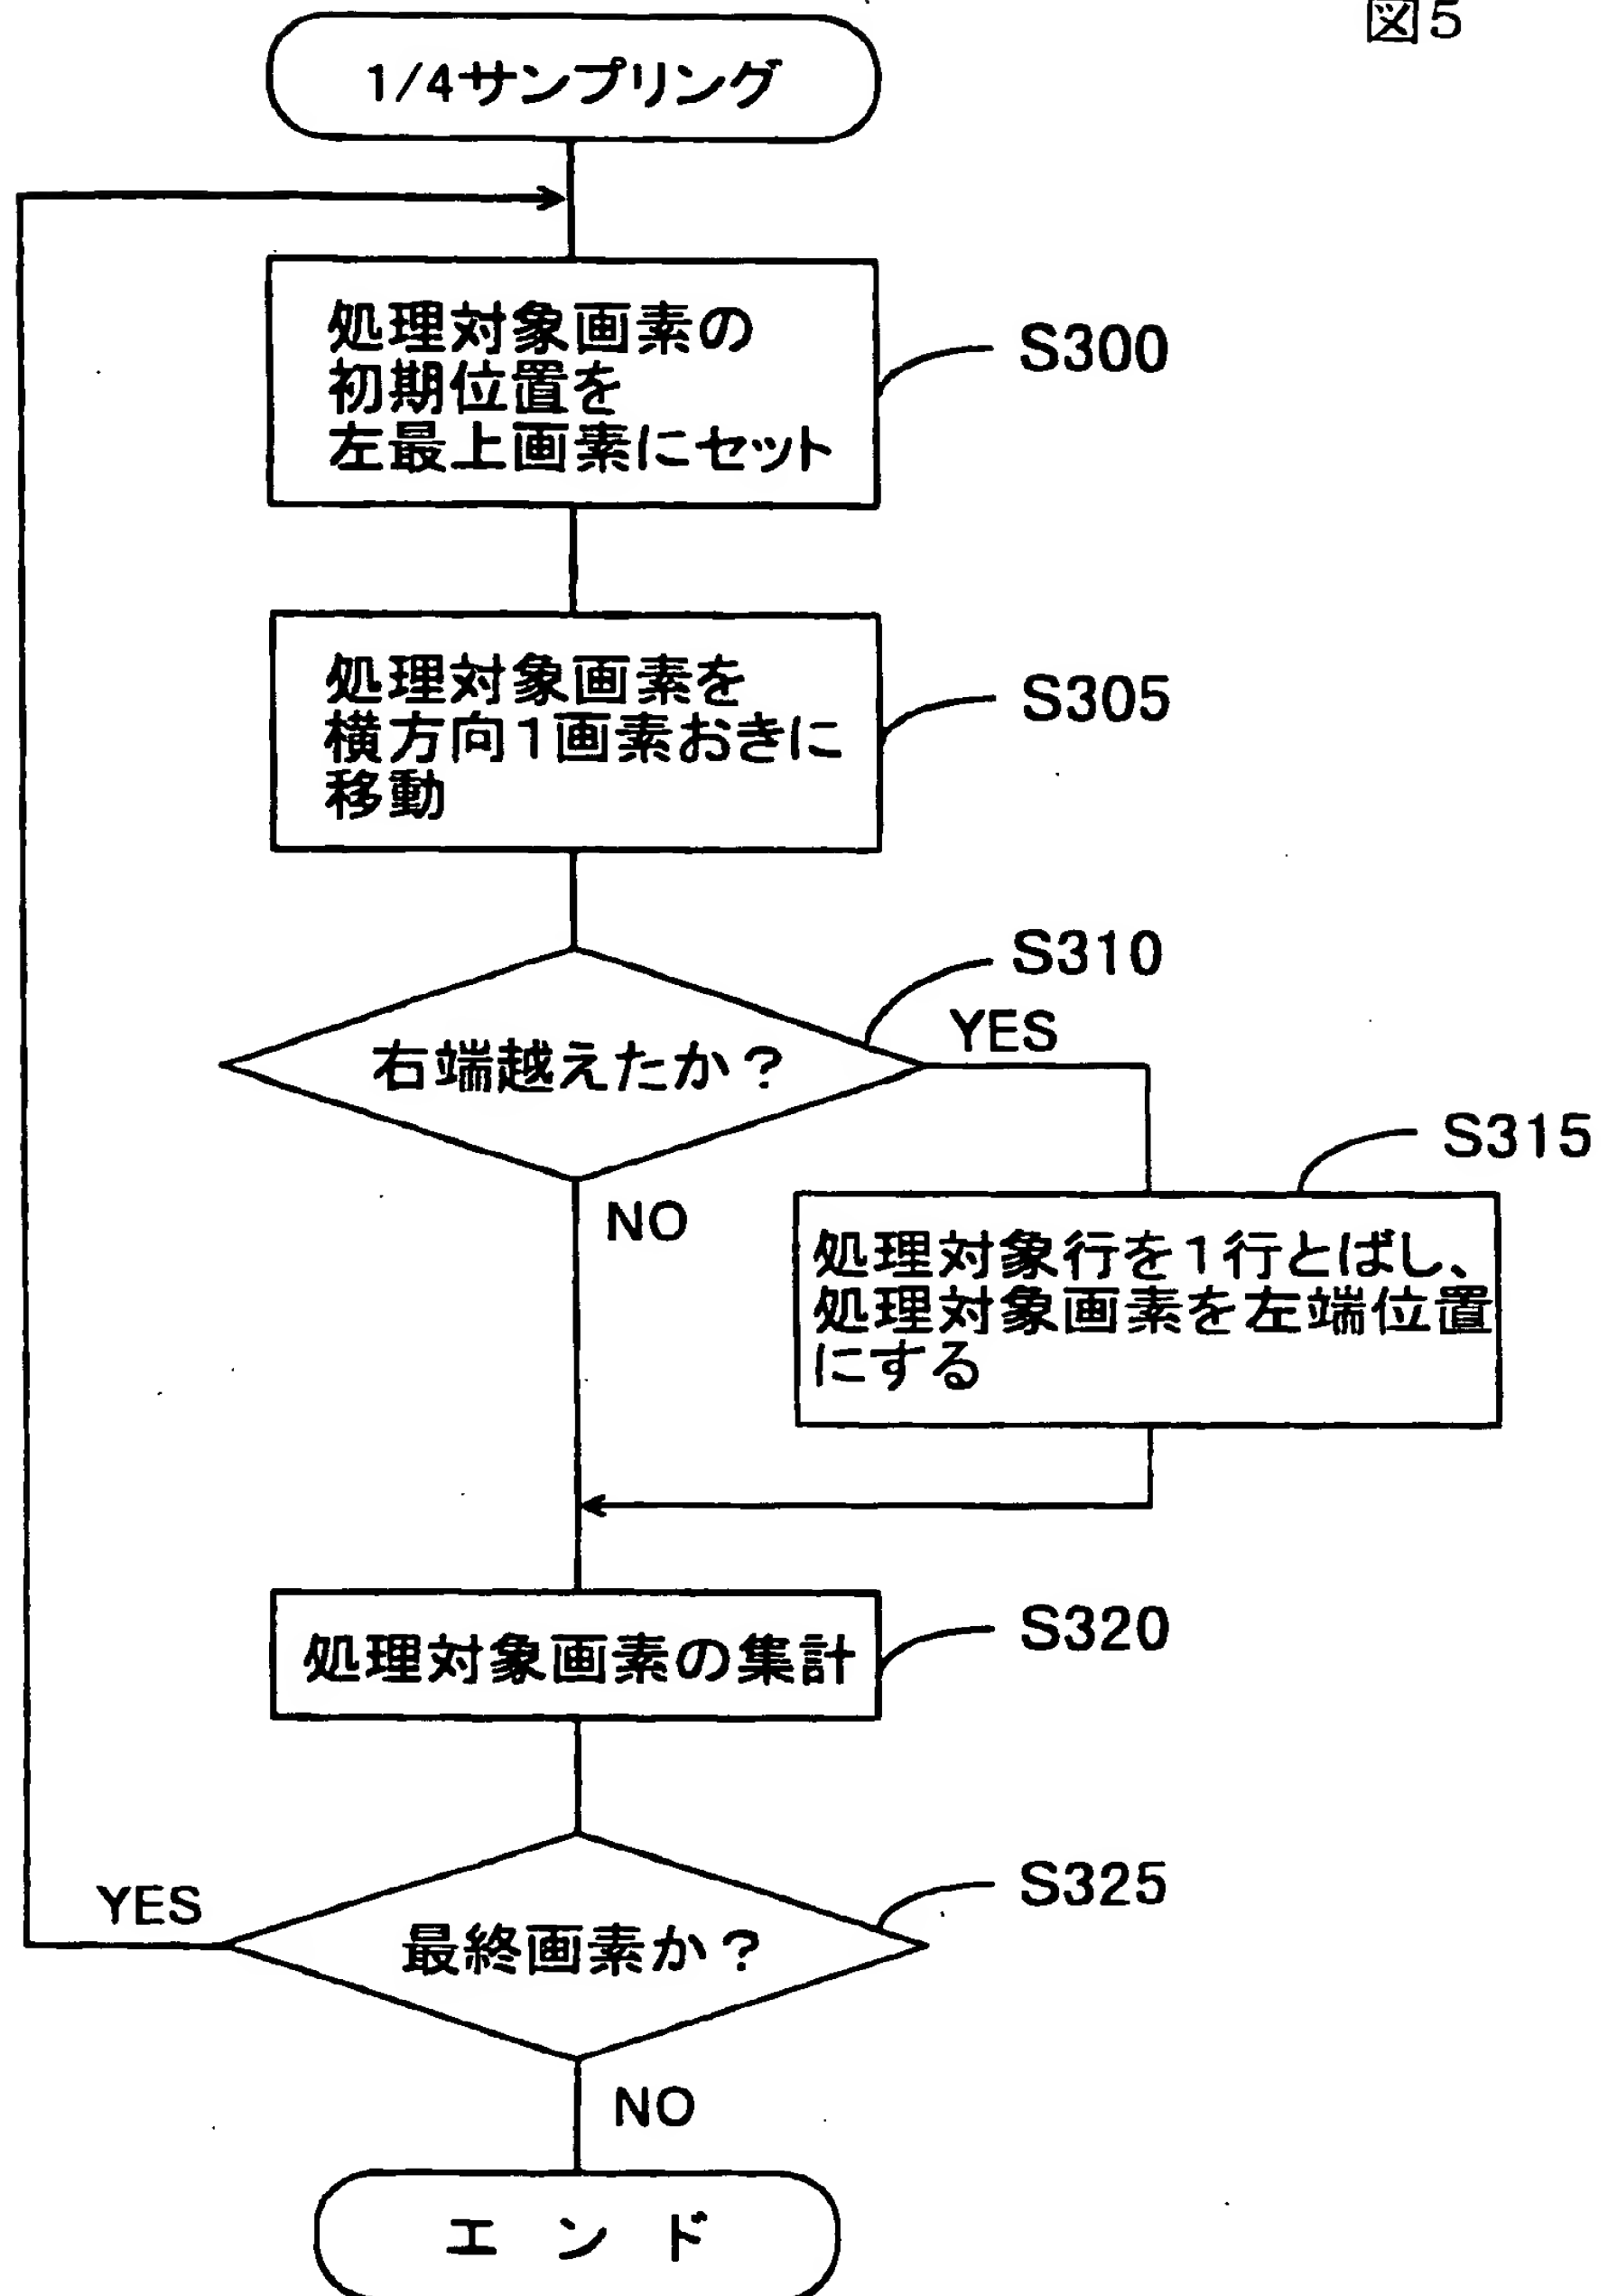 図5
1/4サンプリング
処理対象画素の
初期位置を
左最上画素にセット
S300
処理対象画素を
横方向1画素おきに
移動
S305
S310
右端越えたか？
YES
NO
S315
処理対象行を1行とばし、
処理対象画素を左端位置
にする
処理対象画素の集計
S320
S325
最終画素か？
YES
NO
エンド